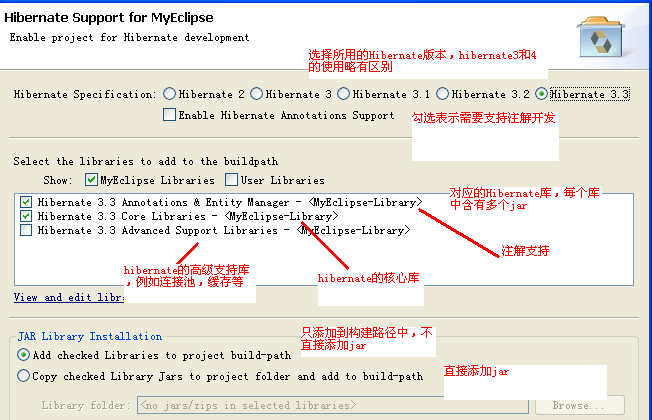 Hibernate Support for MyEclipse
Enable project for Hibernate development
选择所用的Hibernate版本，hibernate3和4
的使用略有区别
Hibernate Specification: Hibernate 2 Hibernate 3 Hibernate 3.1 Hibernate 3.2 Hibernate 3.3
Enable Hibernate Annotations Support
勾选表示需要支持注解开发
Select the libraries to add to the buildpath
Show: MyEclipse Libraries User Libraries
Hibernate 3.3 Annotations & Entity Manager - <MyEclipse-Library>
Hibernate 3.3 Core Libraries - <MyEclipse-Library>
Hibernate 3.3 Advanced Support Libraries - <MyEclipse-Library>
对应的Hibernate库，每个库
中含有多个jar
注解支持
hibernate的高级支持库
，例如连接池，缓存等
hibernate的核心库
View and edit libr
只添加到构建路径中，不
直接添加jar
JAR Library Installation
Add checked Libraries to project build-path
Copy checked Library Jars to project folder and add to build-path
直接添加jar
Library folder: <no jars/zips in selected libraries> Browse...